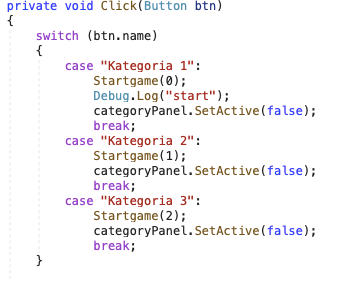 private void Click(Button btn)
{
    switch (btn.name)
    {
        case "Kategoria 1":
            Startgame(0);
            Debug.Log("start");
            categoryPanel.SetActive(false);
            break;
        case "Kategoria 2":
            Startgame(1);
            categoryPanel.SetActive(false);
            break;
        case "Kategoria 3":
            Startgame(2);
            categoryPanel.SetActive(false);
            break;
    }